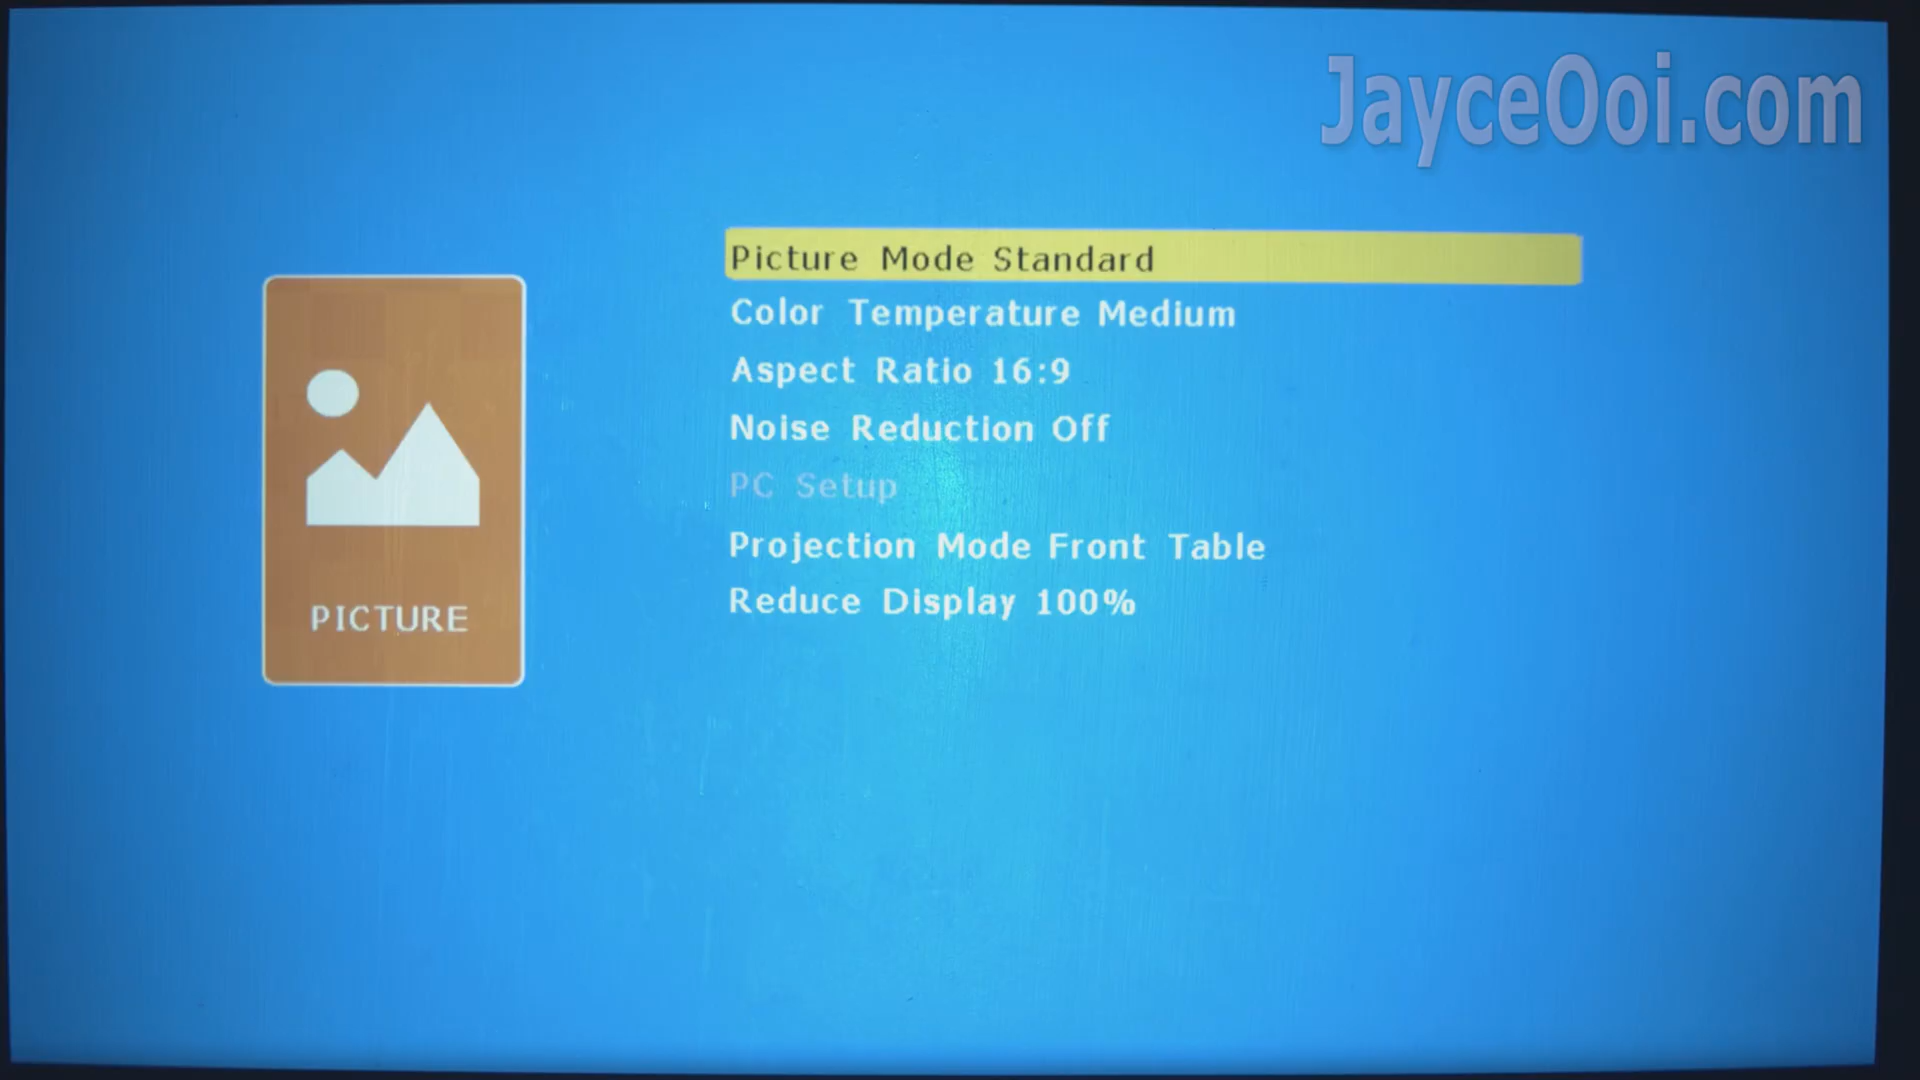 JayceOoi.com
Picture Mode Standard
Color Temperature Medium
Aspect Ratio 16:9
Noise Reduction Off
PC Setup
Projection Mode Front Table
Reduce Display 100%
PICTURE